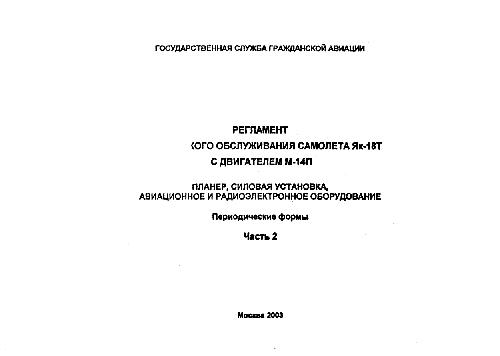 ГОСУДАРСТВЕННАЯ СЛУЖБА ГРАЖДАНСКОЙ АВИАЦИИ
РЕГЛАМЕНТ
КОГО ОБСЛУЖИВАНИЯ САМОЛЕТА Як-18Т
С ДВИГАТЕЛЕМ М-14П
ПЛАНЕР, СИЛОВАЯ УСТАНОВКА,
АВИАЦИОННОЕ И РАДИОЭЛЕКТРОННОЕ ОБОРУДОВАНИЕ
Периодические формы
Часть 2
Москва 2003